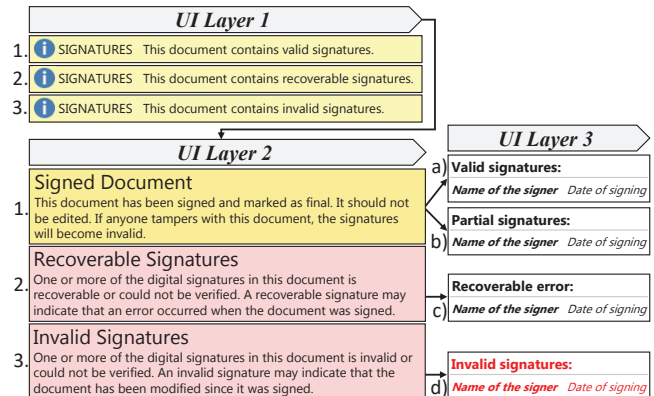 UI Layer 1
1. i SIGNATURES This document contains valid signatures.
2. i SIGNATURES This document contains recoverable signatures.
3. i SIGNATURES This document contains invalid signatures.
UI Layer 2
1. Signed Document
This document has been signed and marked as final. It should not
be edited. If anyone tampers with this document, the signatures
will become invalid.
2. Recoverable Signatures
One or more of the digital signatures in this document is
recoverable or could not be verified. A recoverable signature may
indicate that an error occurred when the document was signed.
3. Invalid Signatures
One or more of the digital signatures in this document is invalid or
could not be verified. An invalid signature may indicate that the
document has been modified since it was signed.
UI Layer 3
a) Valid signatures:
Name of the signer Date of signing
b) Partial signatures:
Name of the signer Date of signing
c) Recoverable error:
Name of the signer Date of signing
d) Invalid signatures:
Name of the signer Date of signing